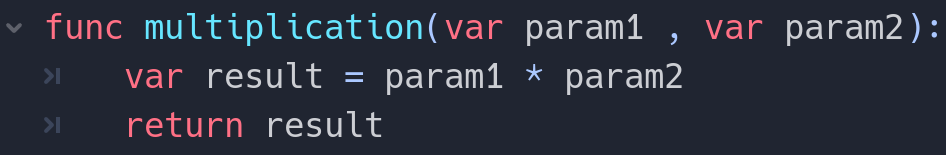 func multiplication(var param1 , var param2):
var result = param1 * param2
return result